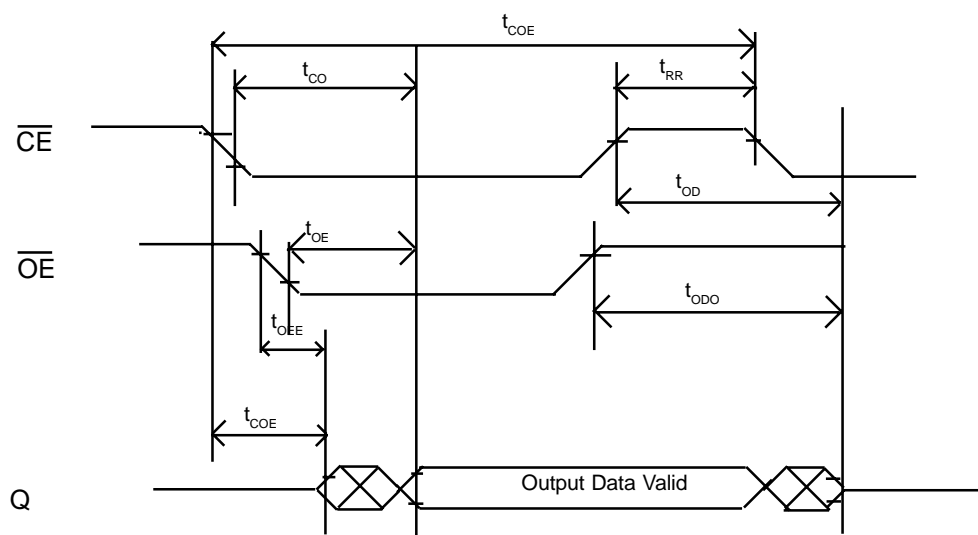 tCOE
tCO
tRR
CE
tOD
tOE
OE
tODO
tOEE
tCOE
Output Data Valid
Q